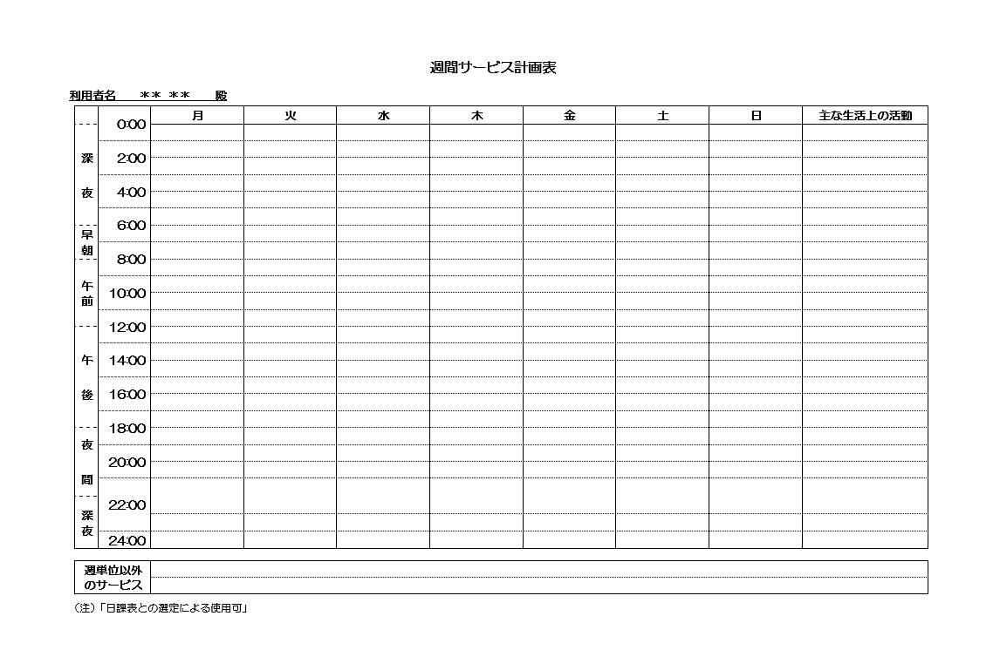 週間サービス計画表
利用者名　＊＊ ＊＊　殿
月 火 水 木 金 土 日 主な生活上の活動
0:00
深
2:00
夜
4:00
6:00
早
朝
8:00
午
10:00
前
12:00
午
14:00
後
16:00
18:00
夜
20:00
間
22:00
深
夜
24:00
週単位以外
のサービス
（注）「日課表との選定による使用可」